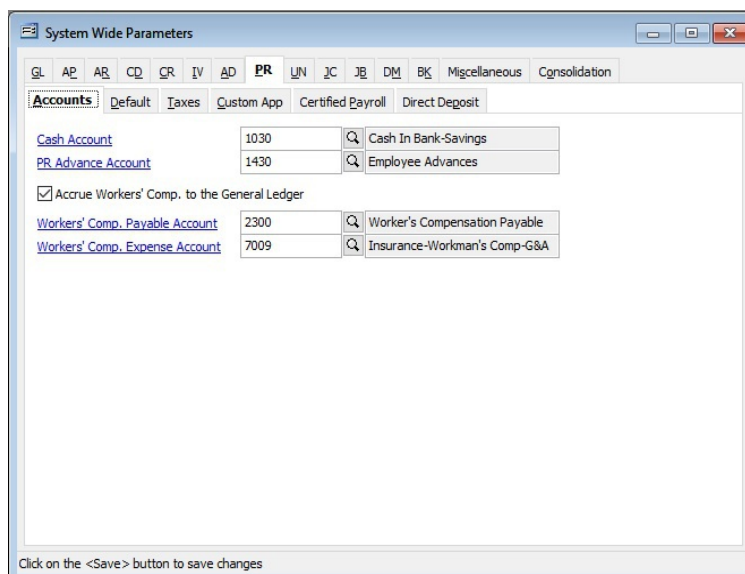 System Wide Parameters
GL AP AR CD CR IV AD PR UN JC JB DM BK Miscellaneous Consolidation
Accounts Default Taxes Custom App Certified Payroll Direct Deposit
Cash Account 1030 Cash In Bank-Savings
PR Advance Account 1430 Employee Advances
Accrue Workers' Comp. to the General Ledger
Workers' Comp. Payable Account 2300 Worker's Compensation Payable
Workers' Comp. Expense Account 7009 Insurance-Workman's Comp-G&A
Click on the <Save> button to save changes